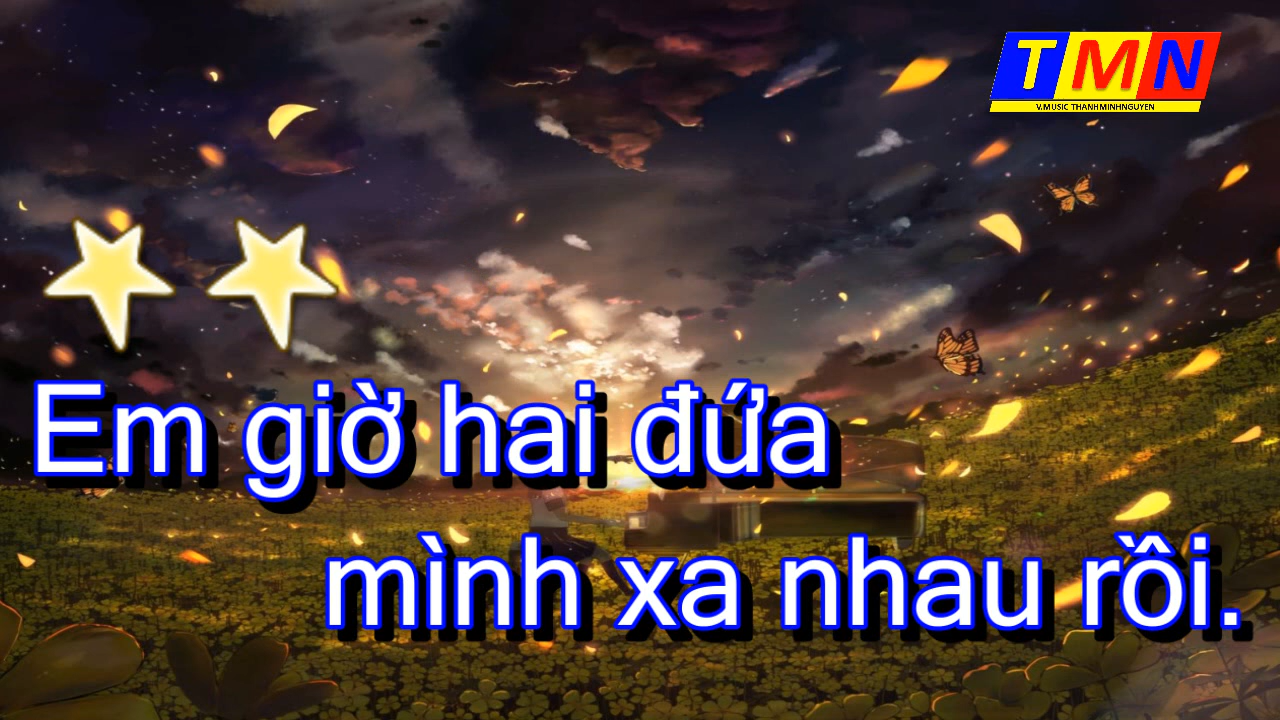 TMN
V.MUSIC THANHMINHNGUYEN
Em giờ hai đứa
mình xa nhau rồi.